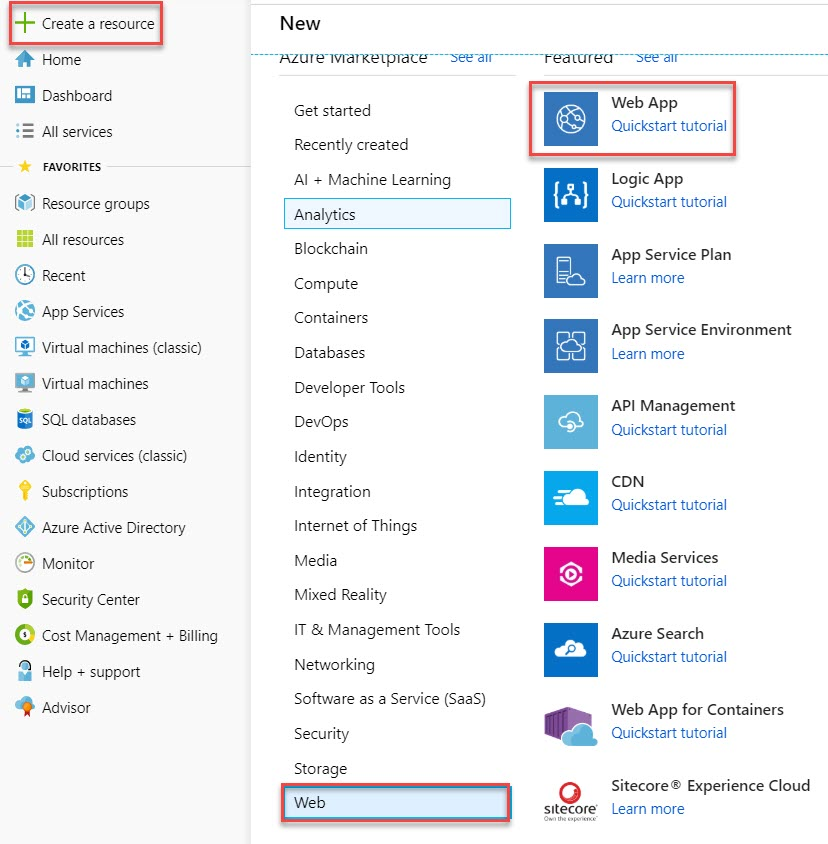 Create a resource
Home
Dashboard
All services
FAVORITES
Resource groups
All resources
Recent
App Services
Virtual machines (classic)
Virtual machines
SQL
SQL databases
Cloud services (classic)
Subscriptions
Azure Active Directory
Monitor
Security Center
Cost Management + Billing
Help + support
Advisor
New
Azure Marketplace See all
Get started
Recently created
AI + Machine Learning
Analytics
Blockchain
Compute
Containers
Databases
Developer Tools
DevOps
Identity
Integration
Internet of Things
Media
Mixed Reality
IT & Management Tools
Networking
Software as a Service (SaaS)
Security
Storage
Web
Featured See all
Web App
Quickstart tutorial
Logic App
Quickstart tutorial
App Service Plan
Learn more
App Service Environment
Learn more
API Management
Quickstart tutorial
CDN
Quickstart tutorial
Media Services
Quickstart tutorial
Azure Search
Quickstart tutorial
Web App for Containers
Quickstart tutorial
sitecore
Own the experience
Sitecore® Experience Cloud
Learn more